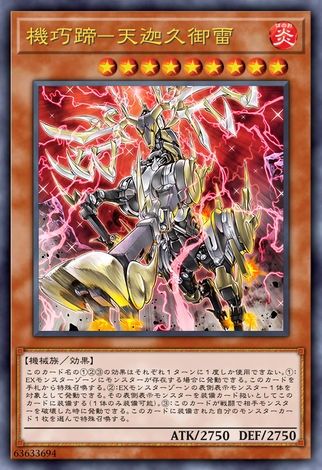 機巧蹄－天迦久御雷
ほのお
炎
【機械族／効果】
このカード名の①②③の効果はそれぞれ１ターンに１度しか使用できない。①：
EXモンスターゾーンにモンスターが存在する場合に発動できる。このカードを
手札から特殊召喚する。②：EXモンスターゾーンの表側表示モンスター１体を
対象として発動できる。その表側表示モンスターを装備カード扱いとしてこの
カードに装備する（１体のみ装備可能）。③：このカードが戦闘で相手モンスタ
ーを破壊した時に発動できる。このカードに装備された自分のモンスターカー
ド１枚を選んで特殊召喚する。
ATK/2750 DEF/2750
63633694